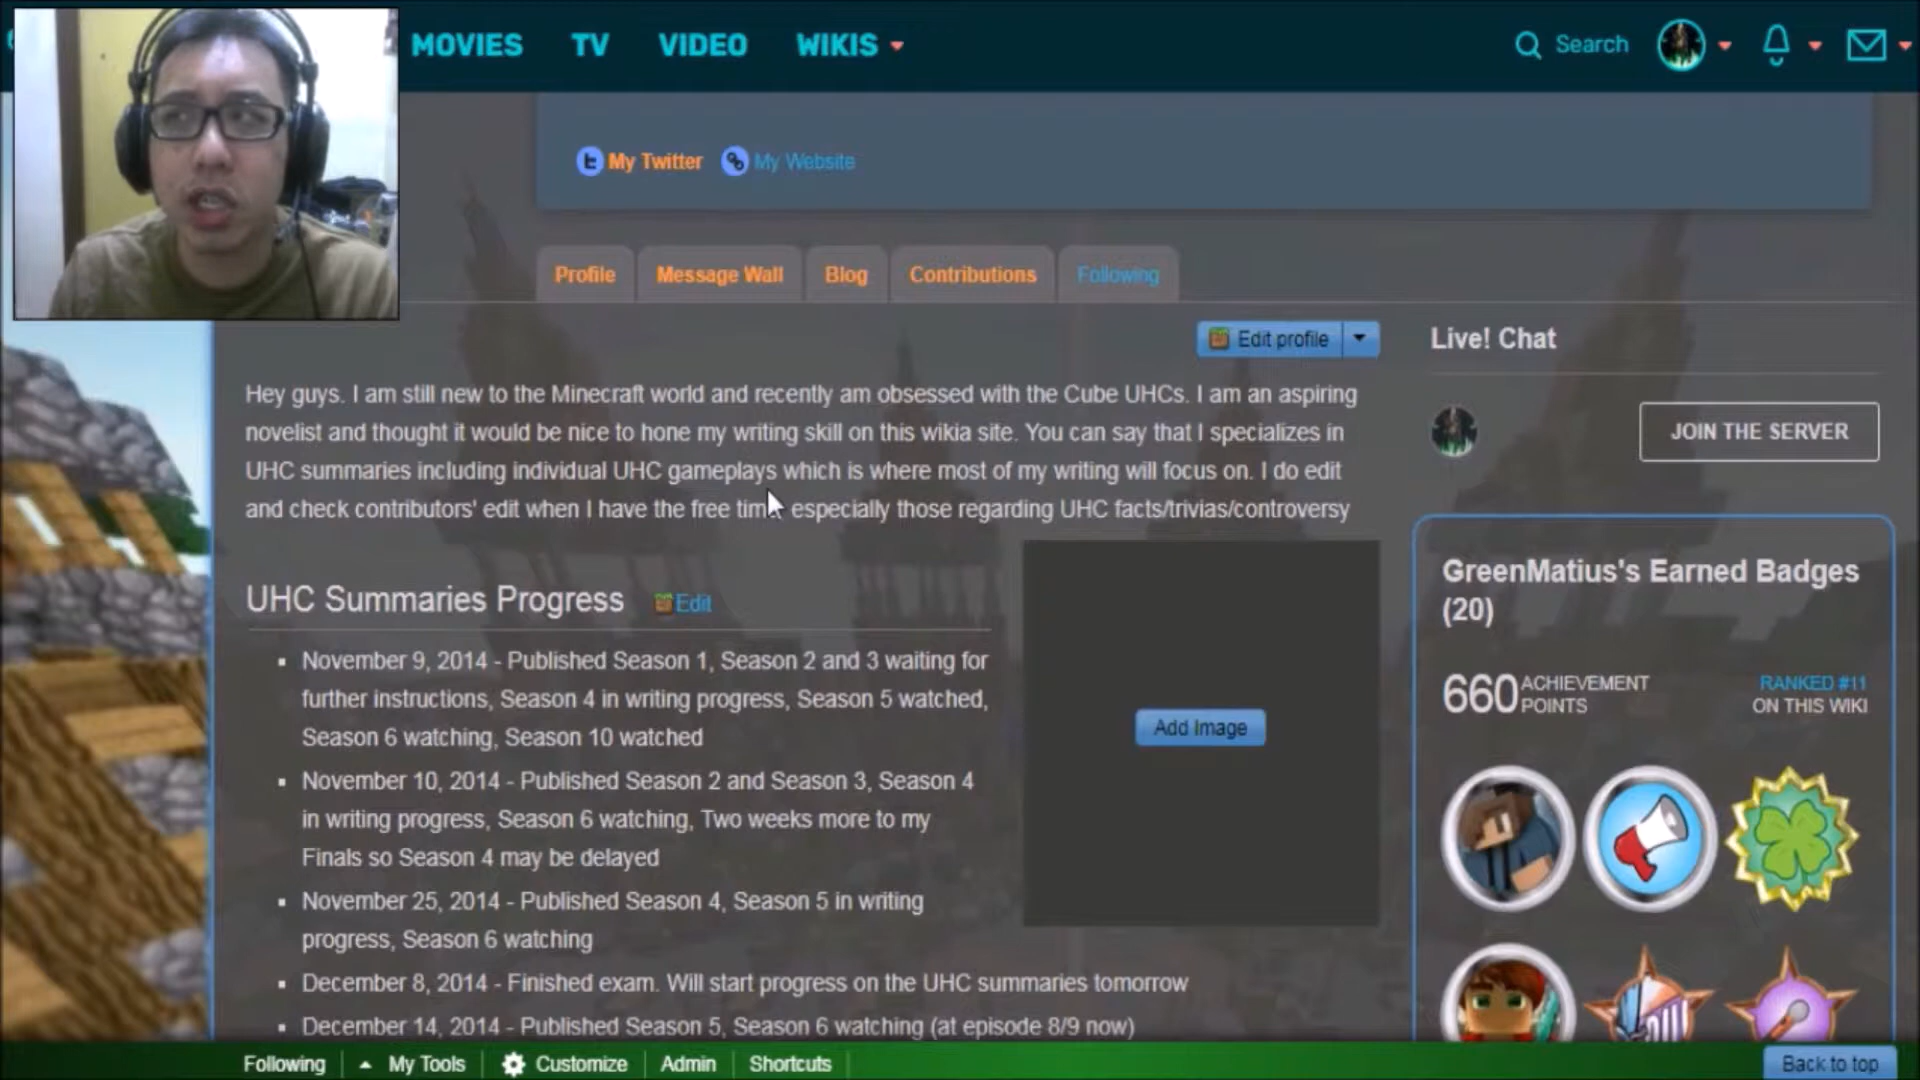 MOVIES TV VIDEO WIKIS Search
My Twitter My Website
Profile Message Wall Blog Contributions Following
Edit profile
Live! Chat
Hey guys. I am still new to the Minecraft world and recently am obsessed with the Cube UHCs. I am an aspiring
novelist and thought it would be nice to hone my writing skill on this wikia site. You can say that I specializes in
UHC summaries including individual UHC gameplays which is where most of my writing will focus on. I do edit
and check contributors' edit when I have the free time especially those regarding UHC facts/trivias/controversy
JOIN THE SERVER
UHC Summaries Progress Edit
November 9, 2014 - Published Season 1, Season 2 and 3 waiting for
further instructions, Season 4 in writing progress, Season 5 watched,
Season 6 watching, Season 10 watched
November 10, 2014 - Published Season 2 and Season 3, Season 4
in writing progress, Season 6 watching, Two weeks more to my
Finals so Season 4 may be delayed
November 25, 2014 - Published Season 4, Season 5 in writing
progress, Season 6 watching
December 8, 2014 - Finished exam. Will start progress on the UHC summaries tomorrow
December 14, 2014 - Published Season 5, Season 6 watching (at episode 8/9 now)
Add Image
GreenMatius's Earned Badges
(20)
660 ACHIEVEMENT POINTS
RANKED #11
ON THIS WIKI
Following My Tools Customize Admin Shortcuts
Back to top